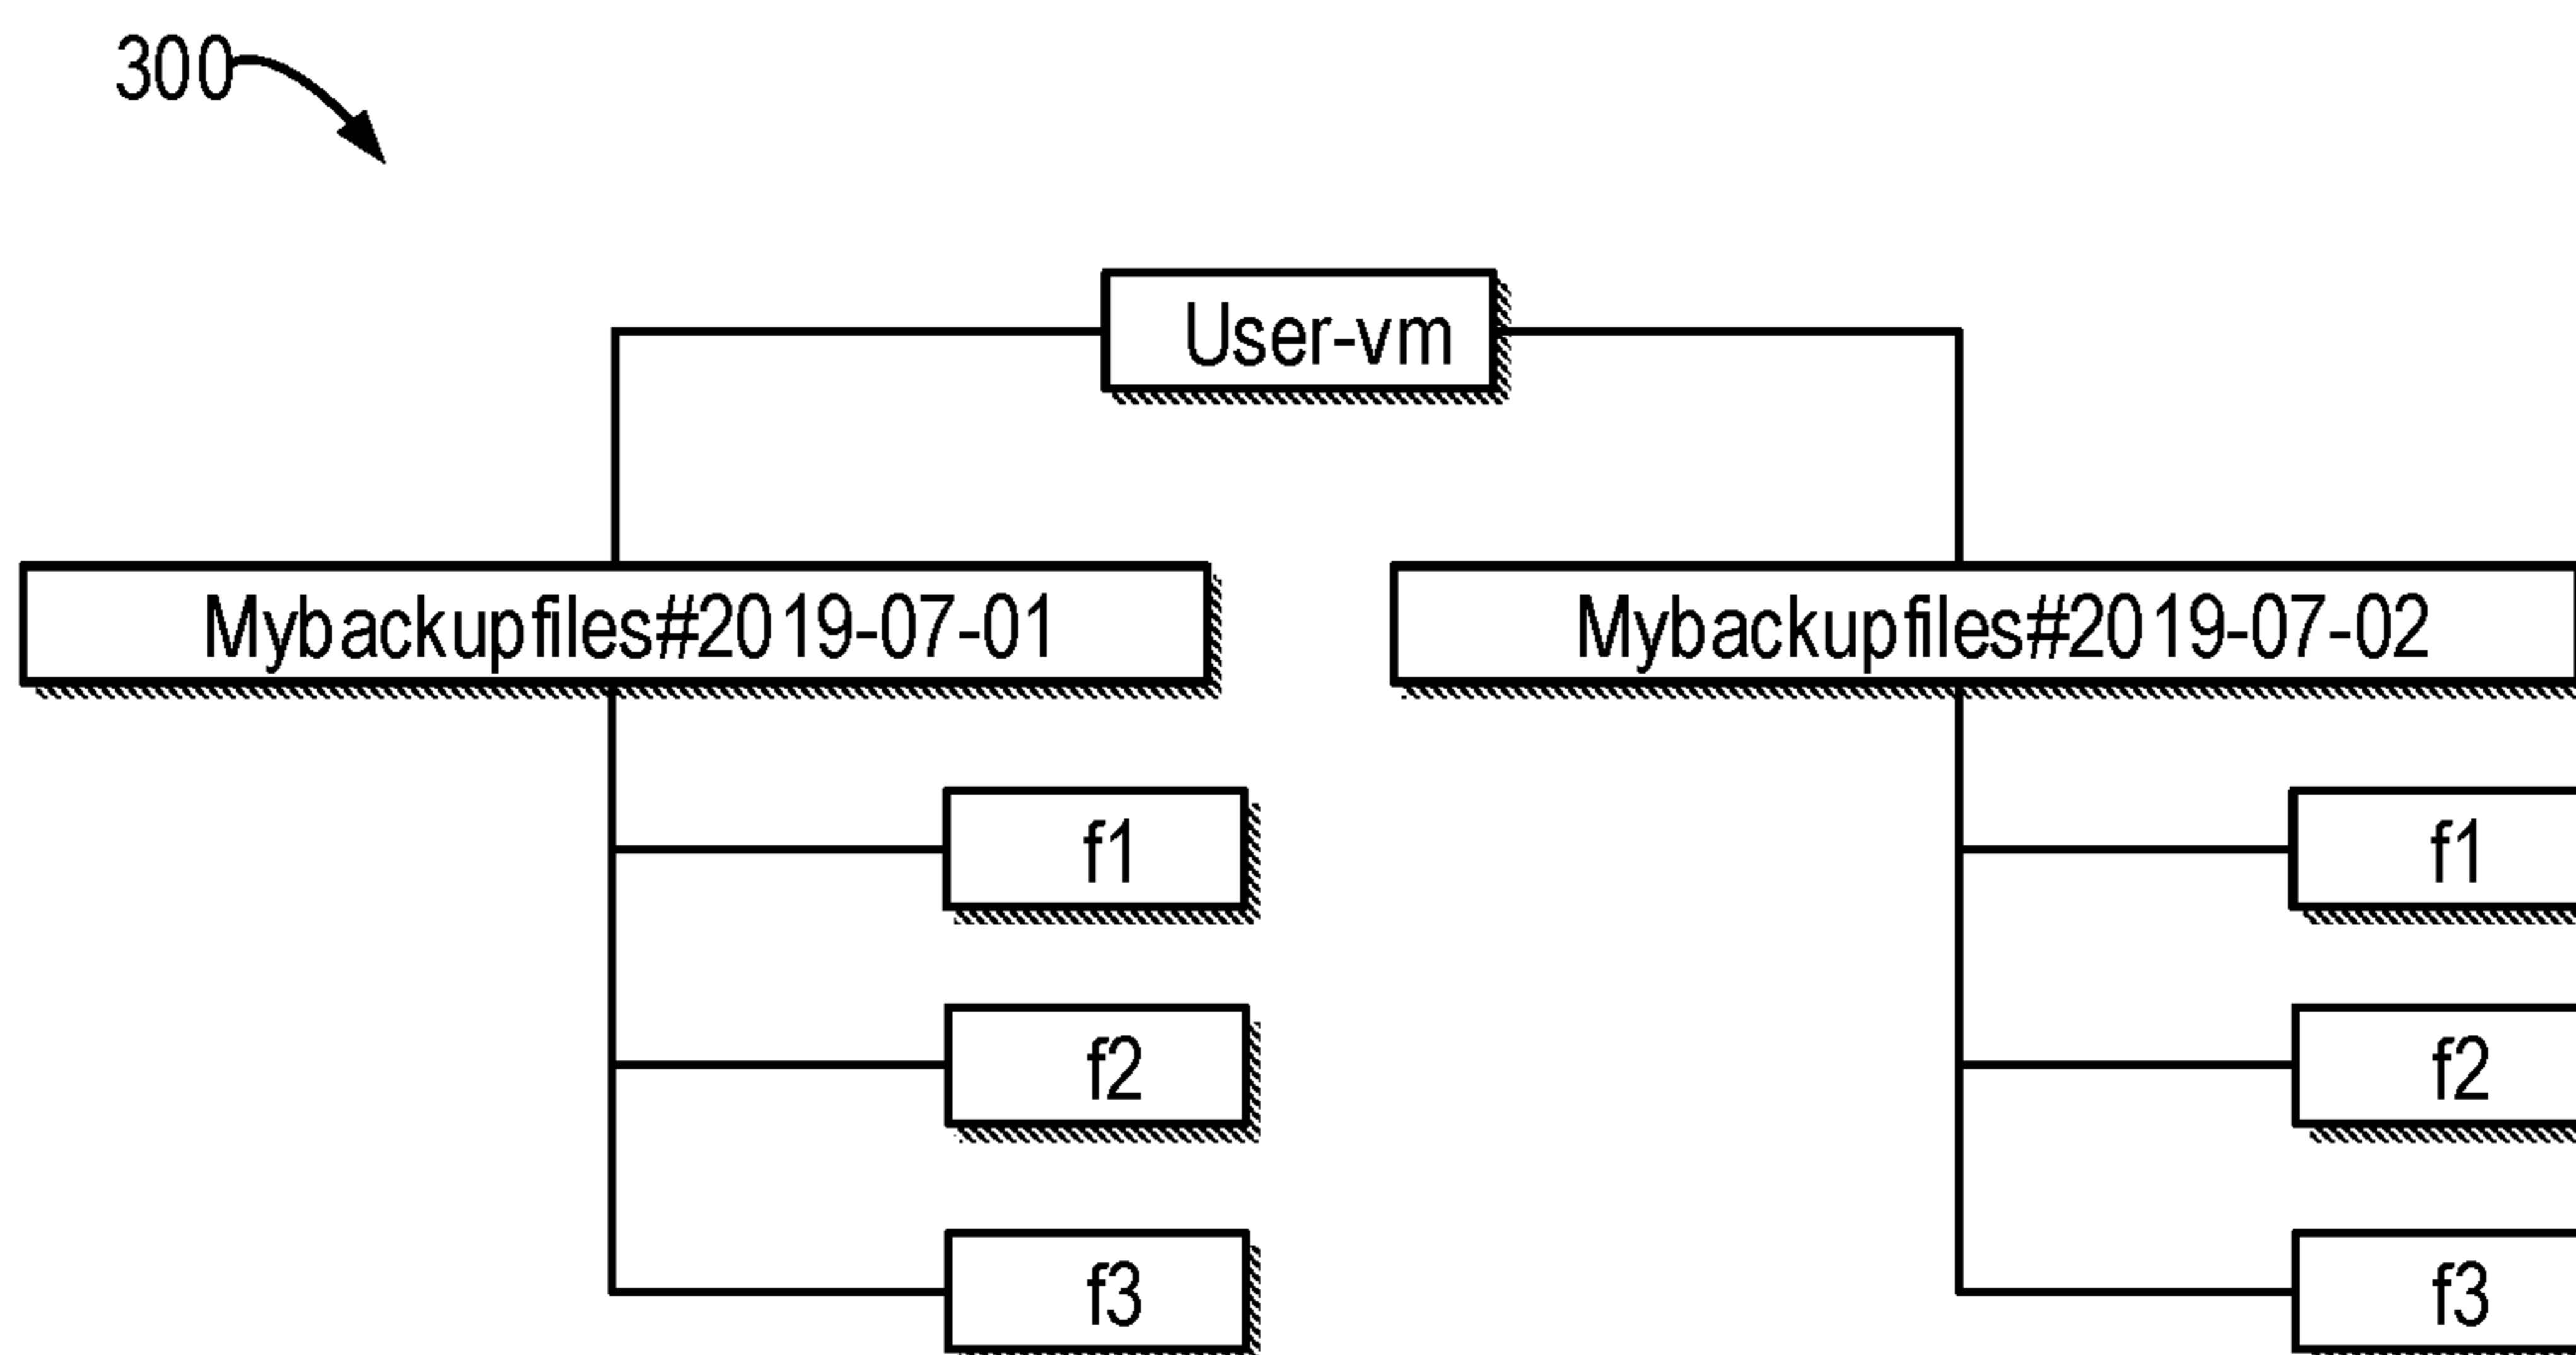 300
User-vm
Mybackupfiles#2019-07-01
Mybackupfiles#2019-07-02
f1
f1
f2
f2
f3
f3